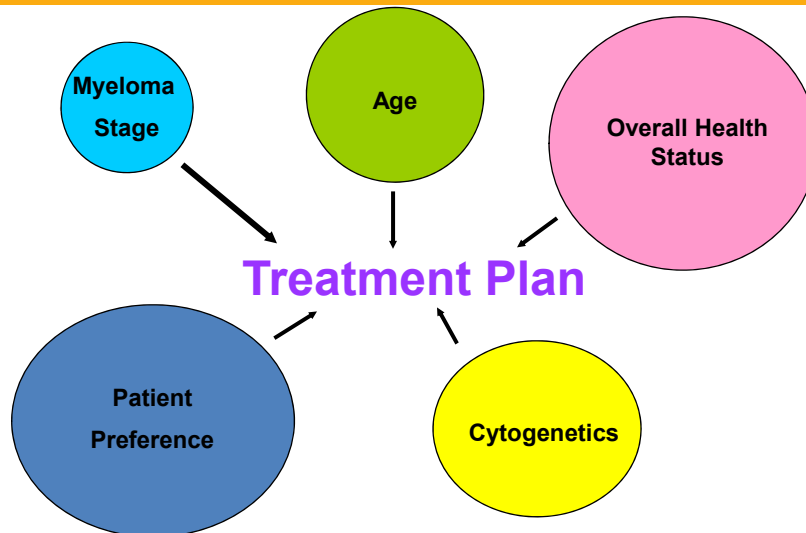 Myeloma
Stage
Age
Overall Health
Status
Treatment Plan
Patient
Preference
Cytogenetics